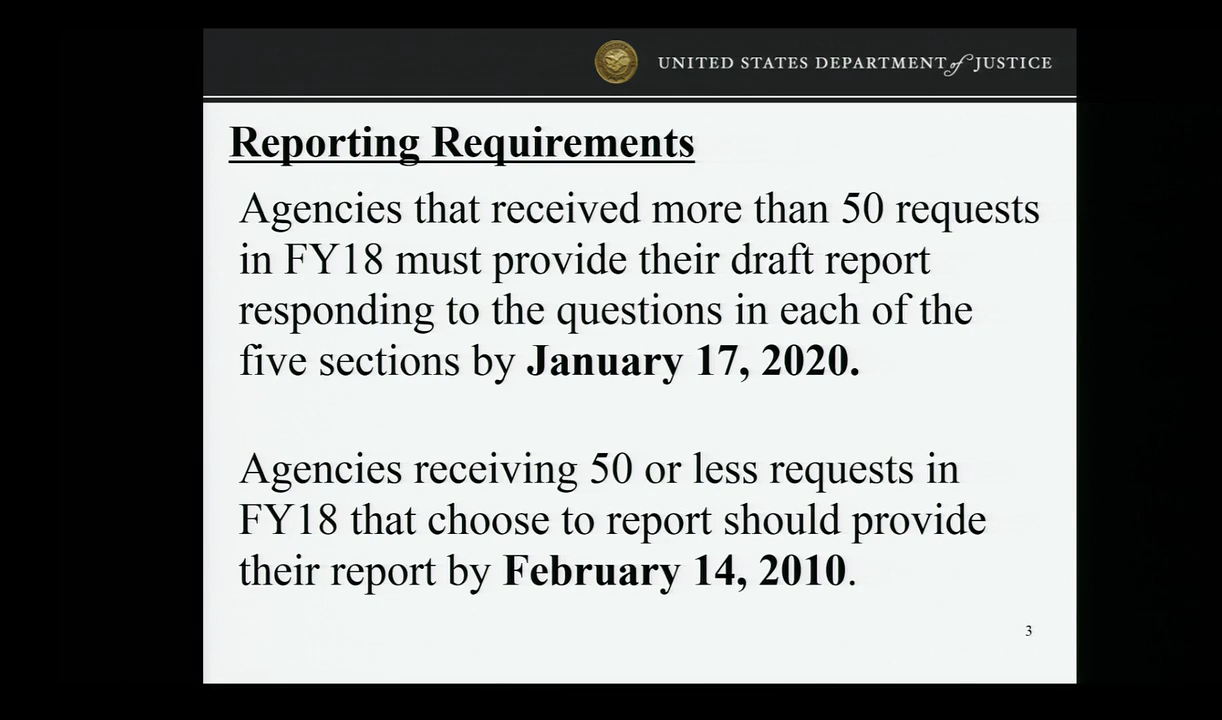 UNITED STATES DEPARTMENT of JUSTICE
Reporting Requirements
Agencies that received more than 50 requests
in FY18 must provide their draft report
responding to the questions in each of the
five sections by January 17, 2020.
Agencies receiving 50 or less requests in
FY18 that choose to report should provide
their report by February 14, 2010.
3